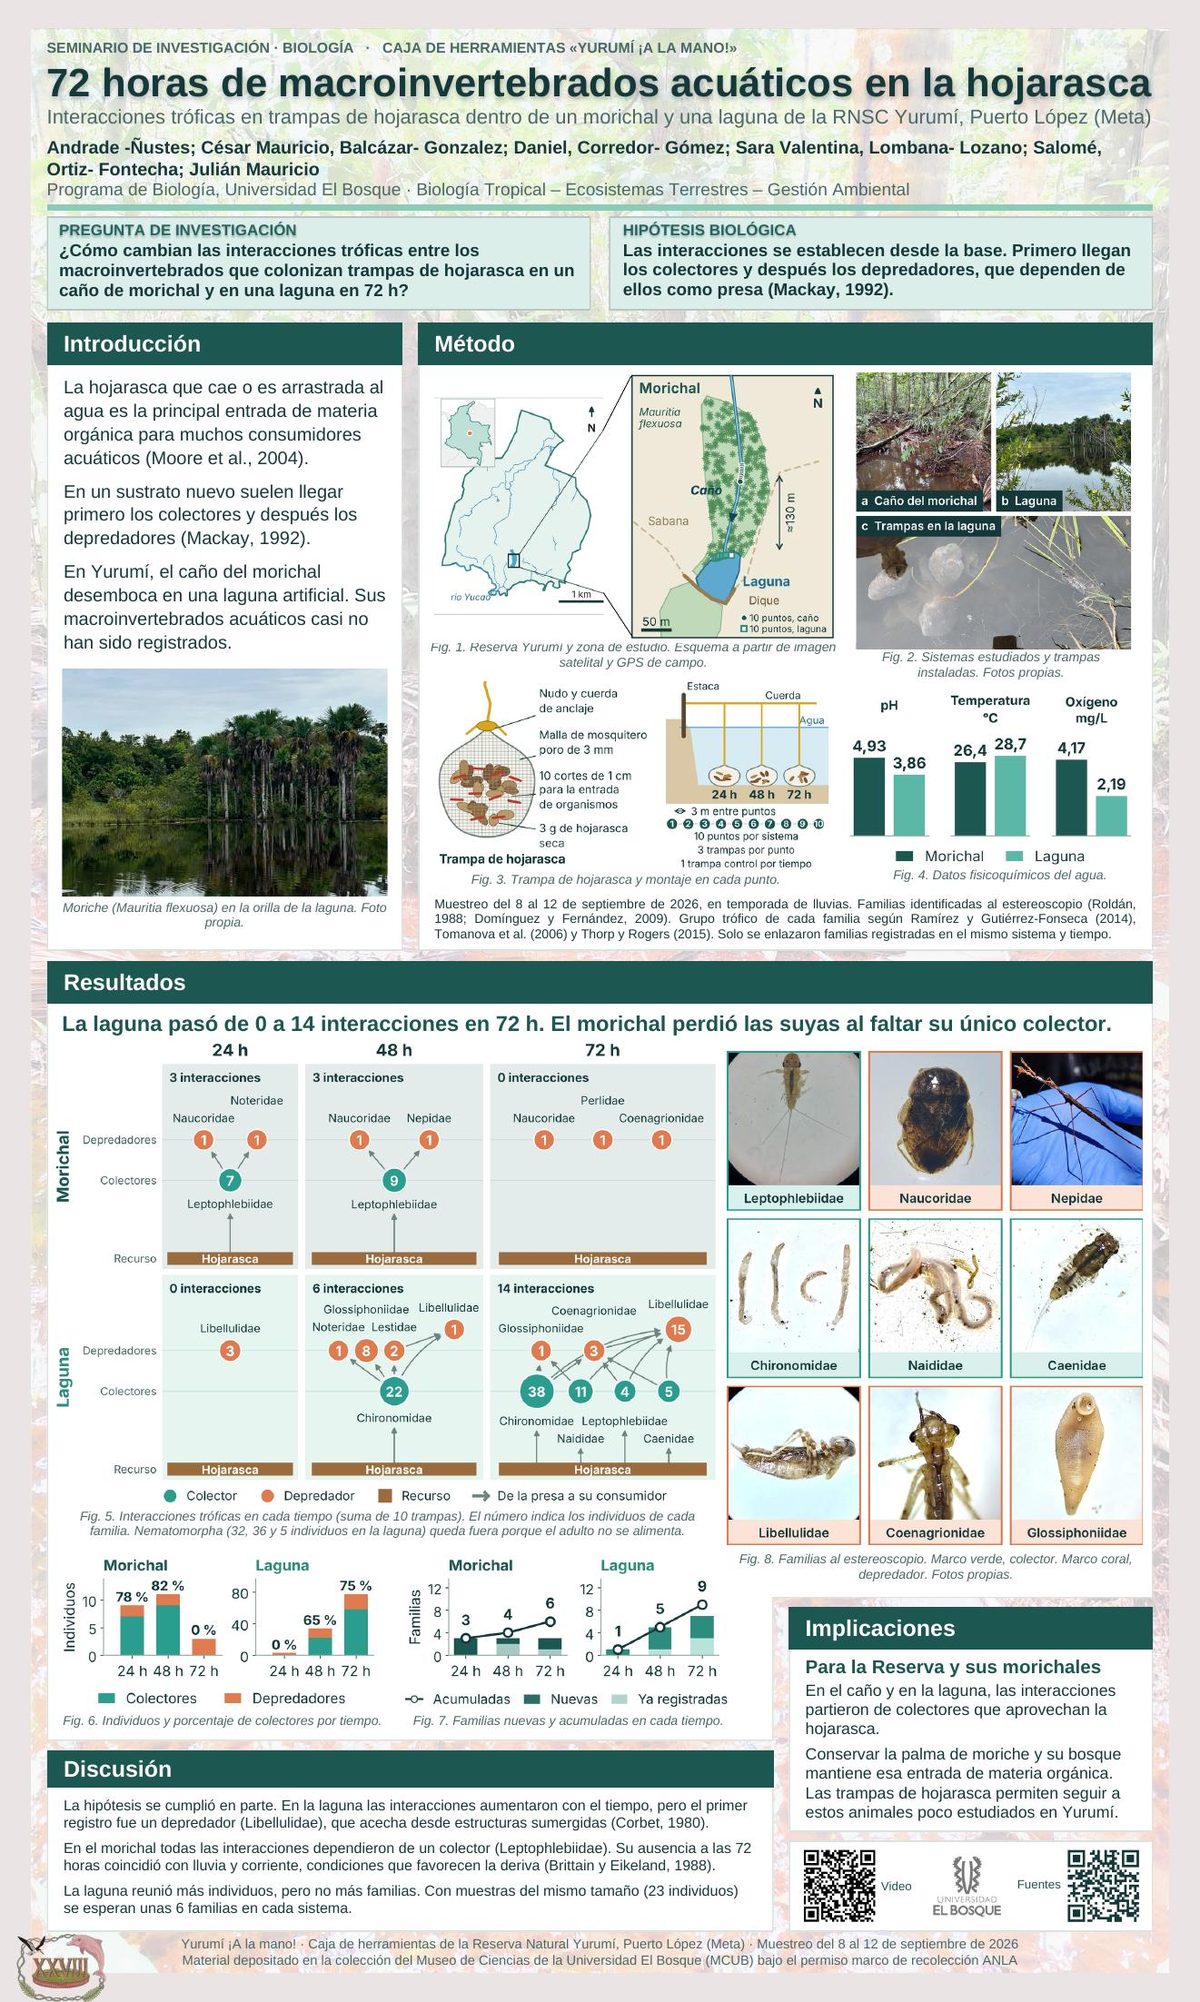 SEMINARIO DE INVESTIGACIÓN · BIOLOGÍA · CAJA DE HERRAMIENTAS «YURUMÍ ¡A LA MANO!»
72 horas de macroinvertebrados acuáticos en la hojarasca
Interacciones tróficas en trampas de hojarasca dentro de un morichal y una laguna de la RNSC Yurumí, Puerto López (Meta)
Andrade -Ñustes; César Mauricio, Balcázar- Gonzalez; Daniel, Corredor- Gómez; Sara Valentina, Lombana- Lozano; Salomé,
Ortiz- Fontecha; Julián Mauricio
Programa de Biología, Universidad El Bosque · Biología Tropical – Ecosistemas Terrestres – Gestión Ambiental
PREGUNTA DE INVESTIGACIÓN
¿Cómo cambian las interacciones tróficas entre los
macroinvertebrados que colonizan trampas de hojarasca en un
caño de morichal y en una laguna en 72 h?
HIPÓTESIS BIOLÓGICA
Las interacciones se establecen desde la base. Primero llegan
los colectores y después los depredadores, que dependen de
ellos como presa (Mackay, 1992).
Introducción
La hojarasca que cae o es arrastrada al
agua es la principal entrada de materia
orgánica para muchos consumidores
acuáticos (Moore et al., 2004).
En un sustrato nuevo suelen llegar
primero los colectores y después los
depredadores (Mackay, 1992).
En Yurumí, el caño del morichal
desemboca en una laguna artificial. Sus
macroinvertebrados acuáticos casi no
han sido registrados.
Moriche (Mauritia flexuosa) en la orilla de la laguna. Foto
propia.
Método
N
río Yucao
1 km
Morichal
Mauritia
flexuosa
N
Caño
Sabana
≈130 m
Laguna
Dique
50 m
10 puntos, caño
10 puntos, laguna
Fig. 1. Reserva Yurumí y zona de estudio. Esquema a partir de imagen
satelital y GPS de campo.
a Caño del morichal
b Laguna
c Trampas en la laguna
Fig. 2. Sistemas estudiados y trampas
instaladas. Fotos propias.
Nudo y cuerda
de anclaje
Malla de mosquitero
poro de 3 mm
10 cortes de 1 cm
para la entrada
de organismos
3 g de hojarasca
seca
Trampa de hojarasca
Estaca
Cuerda
Agua
24 h 48 h 72 h
3 m entre puntos
1 2 3 4 5 6 7 8 9 10
10 puntos por sistema
3 trampas por punto
1 trampa control por tiempo
Fig. 3. Trampa de hojarasca y montaje en cada punto.
pH
4,93 3,86
Temperatura
°C
26,4 28,7
Oxígeno
mg/L
4,17 2,19
Morichal Laguna
Fig. 4. Datos fisicoquímicos del agua.
Muestreo del 8 al 12 de septiembre de 2026, en temporada de lluvias. Familias identificadas al estereoscopio (Roldán,
1988; Domínguez y Fernández, 2009). Grupo trófico de cada familia según Ramírez y Gutiérrez-Fonseca (2014),
Tomanova et al. (2006) y Thorp y Rogers (2015). Solo se enlazaron familias registradas en el mismo sistema y tiempo.
Resultados
La laguna pasó de 0 a 14 interacciones en 72 h. El morichal perdió las suyas al faltar su único colector.
24 h 48 h 72 h
Morichal
Depredadores
Colectores
Recurso
3 interacciones
Noteridae
Naucoridae
1 1
7
Leptophlebiidae
Hojarasca
3 interacciones
Naucoridae Nepidae
1 1
9
Leptophlebiidae
Hojarasca
0 interacciones
Perlidae
Naucoridae Coenagrionidae
1 1 1
Hojarasca
Laguna
Depredadores
Colectores
Recurso
0 interacciones
Libellulidae
3
Hojarasca
6 interacciones
Glossiphoniidae Libellulidae
Noteridae Lestidae
1
1 8 2
22
Chironomidae
Hojarasca
14 interacciones
Coenagrionidae Libellulidae
Glossiphoniidae
15
1 3
38 11 4 5
Chironomidae Leptophlebiidae
Naididae Caenidae
Hojarasca
Colector Depredador Recurso De la presa a su consumidor
Fig. 5. Interacciones tróficas en cada tiempo (suma de 10 trampas). El número indica los individuos de cada
familia. Nematomorpha (32, 36 y 5 individuos en la laguna) queda fuera porque el adulto no se alimenta.
Leptophlebiidae Naucoridae Nepidae
Chironomidae Naididae Caenidae
Libellulidae Coenagrionidae Glossiphoniidae
Fig. 8. Familias al estereoscopio. Marco verde, colector. Marco coral,
depredador. Fotos propias.
Morichal
Individuos
10
5
0
78 % 82 % 0 %
24 h 48 h 72 h
Laguna
80
40
0
0 % 65 % 75 %
24 h 48 h 72 h
Colectores Depredadores
Fig. 6. Individuos y porcentaje de colectores por tiempo.
Morichal
Familias
12
8
4
0
3 4 6
24 h 48 h 72 h
Laguna
12
8
4
0
1 5 9
24 h 48 h 72 h
Acumuladas Nuevas Ya registradas
Fig. 7. Familias nuevas y acumuladas en cada tiempo.
Implicaciones
Para la Reserva y sus morichales
En el caño y en la laguna, las interacciones
partieron de colectores que aprovechan la
hojarasca.
Conservar la palma de moriche y su bosque
mantiene esa entrada de materia orgánica.
Las trampas de hojarasca permiten seguir a
estos animales poco estudiados en Yurumí.
Discusión
La hipótesis se cumplió en parte. En la laguna las interacciones aumentaron con el tiempo, pero el primer
registro fue un depredador (Libellulidae), que acecha desde estructuras sumergidas (Corbet, 1980).
En el morichal todas las interacciones dependieron de un colector (Leptophlebiidae). Su ausencia a las 72
horas coincidió con lluvia y corriente, condiciones que favorecen la deriva (Brittain y Eikeland, 1988).
La laguna reunió más individuos, pero no más familias. Con muestras del mismo tamaño (23 individuos)
se esperan unas 6 familias en cada sistema.
Video
UNIVERSIDAD
EL BOSQUE
Fuentes
XXVIII
Yurumí ¡A la mano! · Caja de herramientas de la Reserva Natural Yurumí, Puerto López (Meta) · Muestreo del 8 al 12 de septiembre de 2026
Material depositado en la colección del Museo de Ciencias de la Universidad El Bosque (MCUB) bajo el permiso marco de recolección ANLA